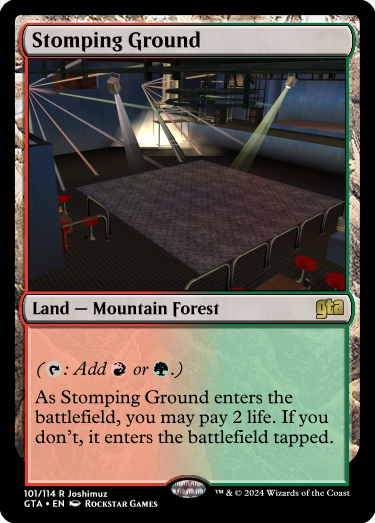 Stomping Ground
Land — Mountain Forest
gta
(T: Add R or G.)
As Stomping Ground enters the
battlefield, you may pay 2 life. If you
don't, it enters the battlefield tapped.
101/114 R Joshimuz
GTA • EN Rockstar Games
™ & © 2024 Wizards of the Coast